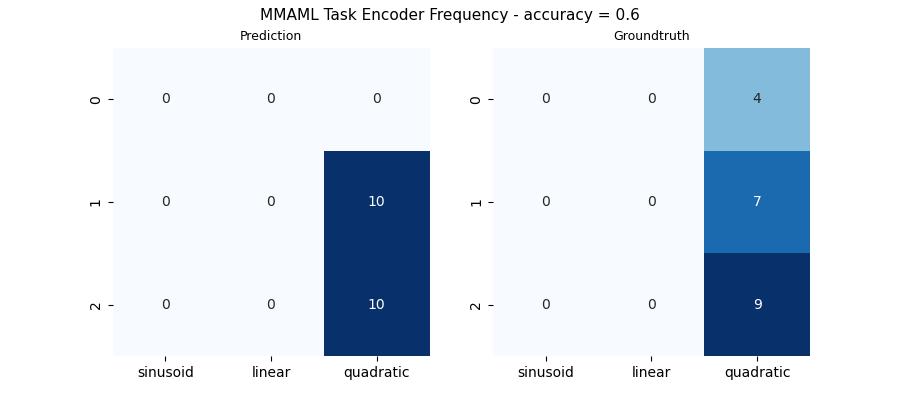 MMAML Task Encoder Frequency - accuracy = 0.6
Prediction
Groundtruth
0 0 0 0
0 0 0 4
1 0 0 10
1 0 0 7
2 0 0 10
2 0 0 9
sinusoid linear quadratic
sinusoid linear quadratic